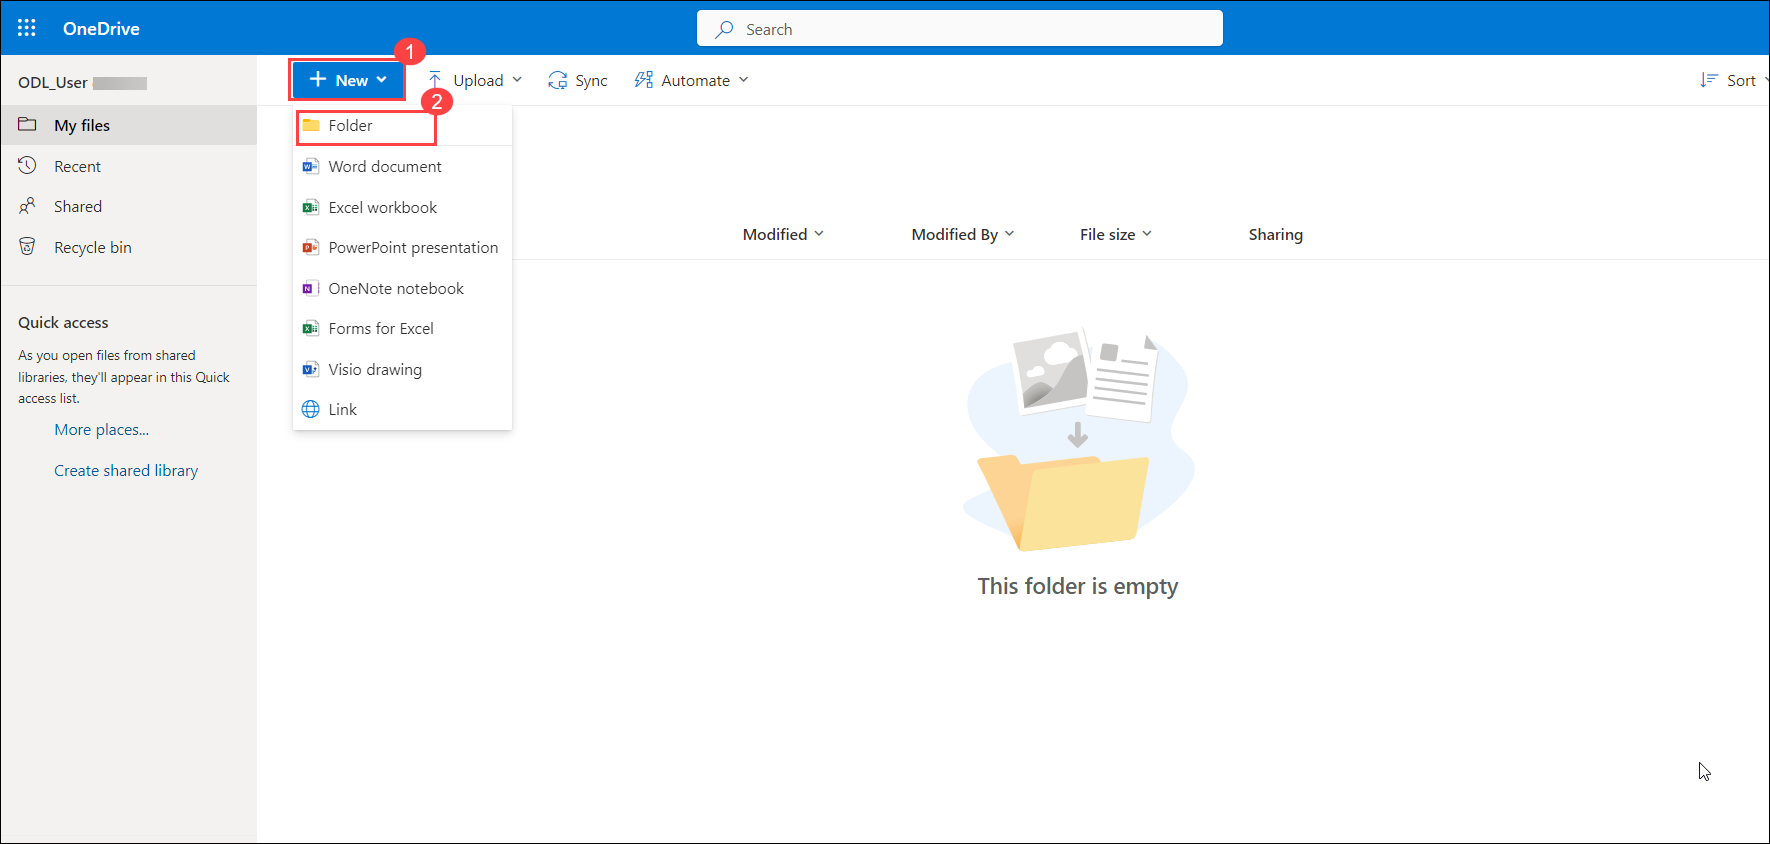 OneDrive
Search
ODL_User
My files
Recent
Shared
Recycle bin
Quick access
As you open files from shared
libraries, they'll appear in this Quick
access list.
More places...
Create shared library
1
New
Upload
Sync
Automate
Sort
2
Folder
Word document
Excel workbook
PowerPoint presentation
OneNote notebook
Forms for Excel
Visio drawing
Link
Modified
Modified By
File size
Sharing
This folder is empty